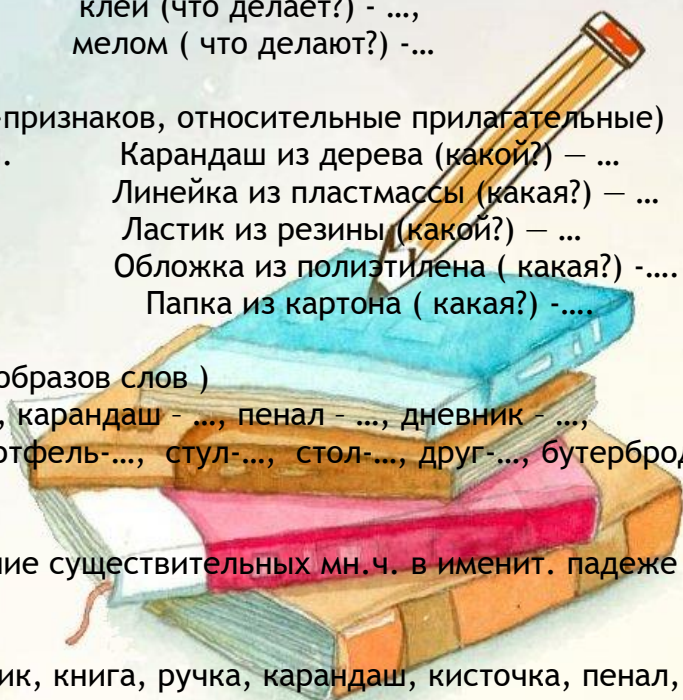 клей (что делает?) - …,
мелом ( что делают?) -…
признаков, относительные прилагательные)
. Карандаш из дерева (какой?) — …
Линейка из пластмассы (какая?) — …
Ластик из резины (какой?) — …
Обложка из полиэтилена ( какая?) -….
Папка из картона ( какая?) -….
образов слов )
, карандаш - …, пенал - …, дневник - …,
ртфель-…, стул-…, стол-…, друг-…, бутерброд
ние существительных мн.ч. в именит. падеже
ик, книга, ручка, карандаш, кисточка, пенал,